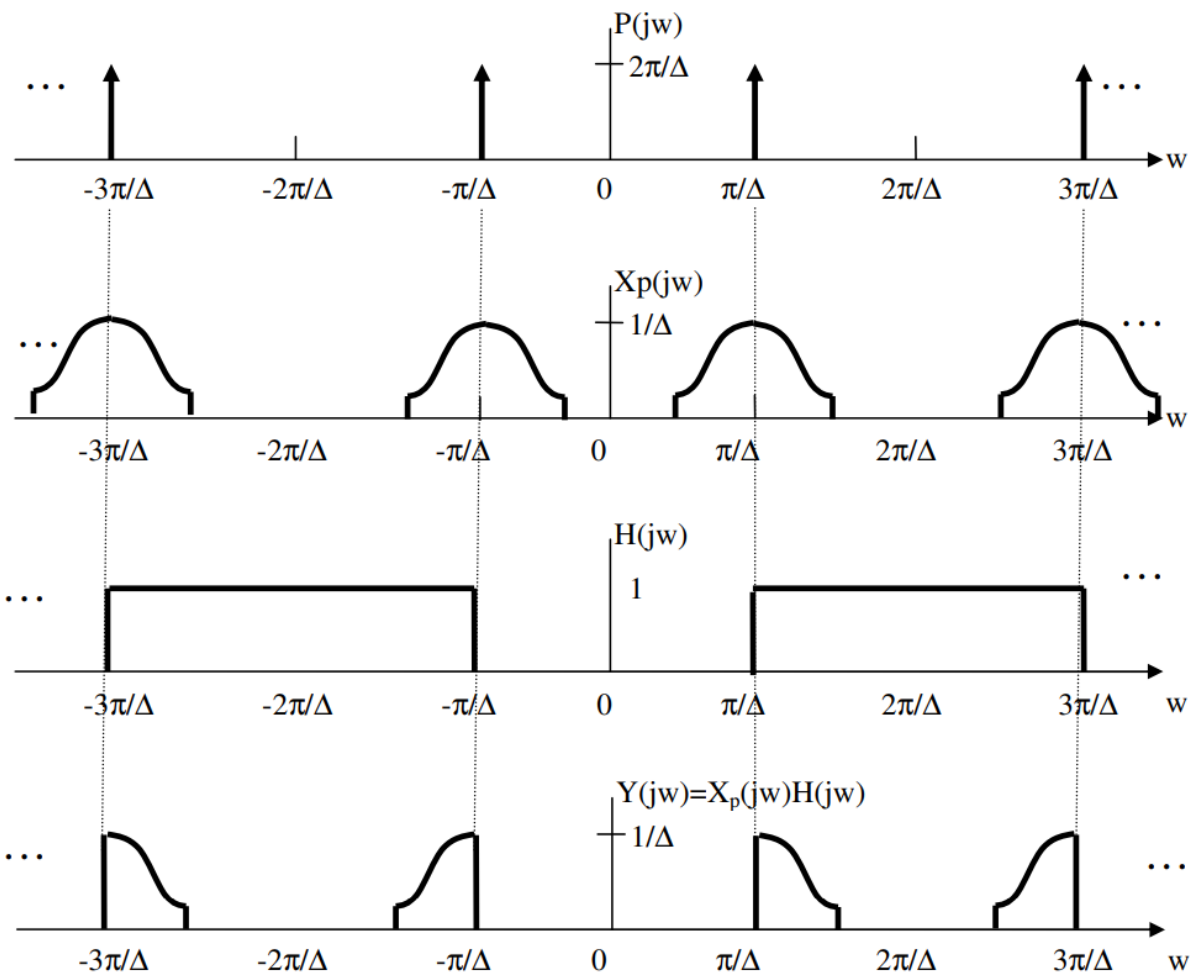 P(jw)
2π/Δ
... ...
w
-3π/Δ -2π/Δ -π/Δ 0 π/Δ 2π/Δ 3π/Δ
Xp(jw)
1/Δ
... ...
w
-3π/Δ -2π/Δ -π/Δ 0 π/Δ 2π/Δ 3π/Δ
H(jw)
1
... ...
-3π/Δ -2π/Δ -π/Δ 0 π/Δ 2π/Δ 3π/Δ w
Y(jw)=Xₚ(jw)H(jw)
1/Δ
... ...
-3π/Δ -2π/Δ -π/Δ 0 π/Δ 2π/Δ 3π/Δ w